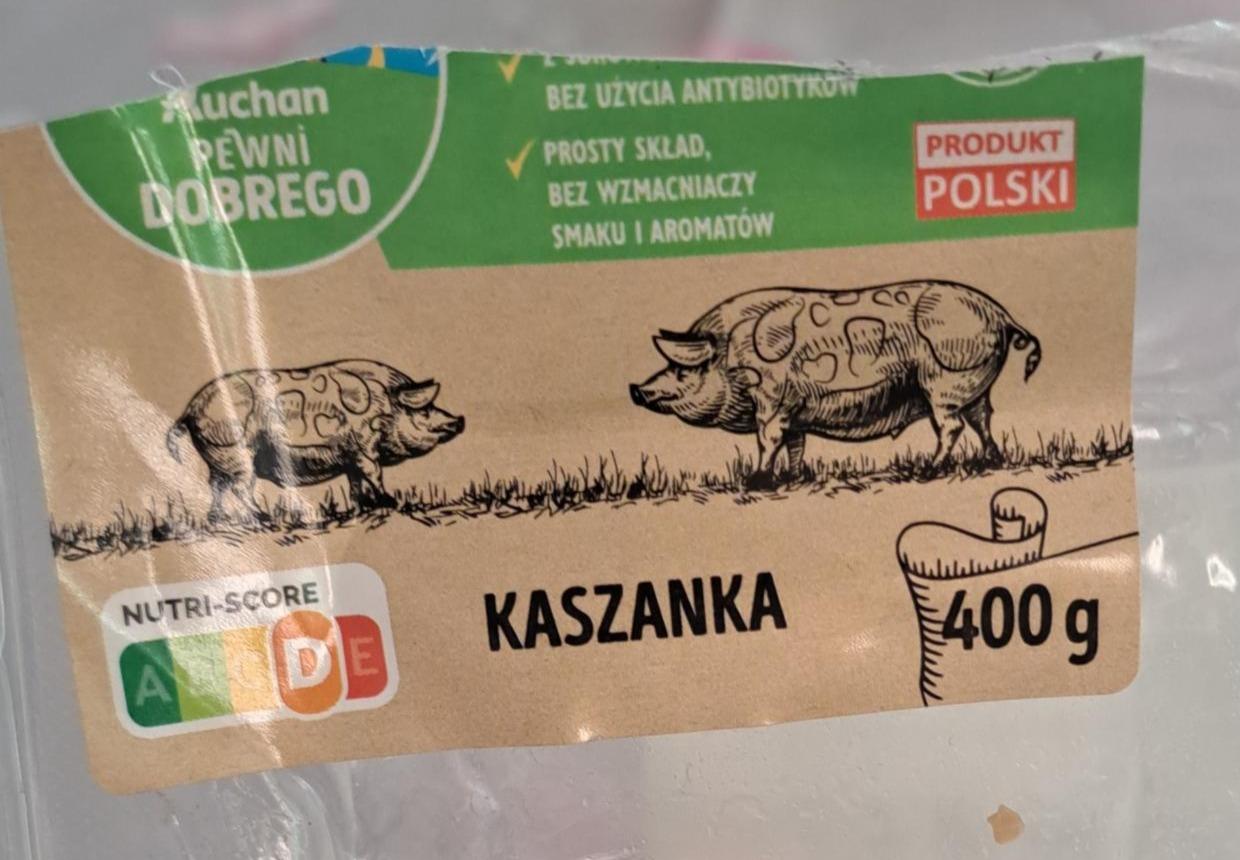 Auchan
PEWNI
DOBREGO
BEZ UŻYCIA ANTYBIOTYKÓW
PROSTY SKŁAD,
BEZ WZMACNIACZY
SMAKU I AROMATÓW
PRODUKT
POLSKI
NUTRI-SCORE
A B C D E
KASZANKA
400 g